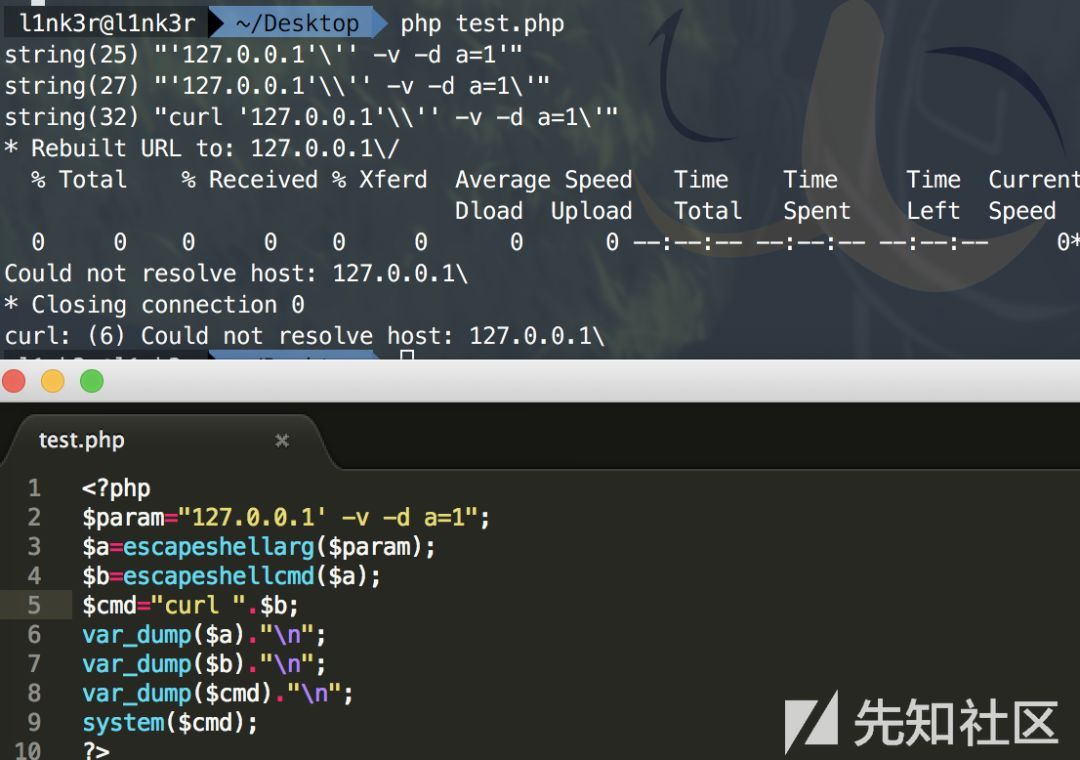 l1nk3r@l1nk3r ~/Desktop php test.php
string(25) "'127.0.0.1'\'' -v -d a=1'"
string(27) "'127.0.0.1'\\'' -v -d a=1\'"
string(32) "curl '127.0.0.1'\\'' -v -d a=1\'"
* Rebuilt URL to: 127.0.0.1\/
% Total % Received % Xferd Average Speed Time Time Time Current
Dload Upload Total Spent Left Speed
0 0 0 0 0 0 0 0 --:--:-- --:--:-- --:--:-- 0*
Could not resolve host: 127.0.0.1\
* Closing connection 0
curl: (6) Could not resolve host: 127.0.0.1\
test.php ×
1 <?php
2 $param="127.0.0.1' -v -d a=1";
3 $a=escapeshellarg($param);
4 $b=escapeshellcmd($a);
5 $cmd="curl ".$b;
6 var_dump($a)."\n";
7 var_dump($b)."\n";
8 var_dump($cmd)."\n";
9 system($cmd);
10 ?>
先知社区